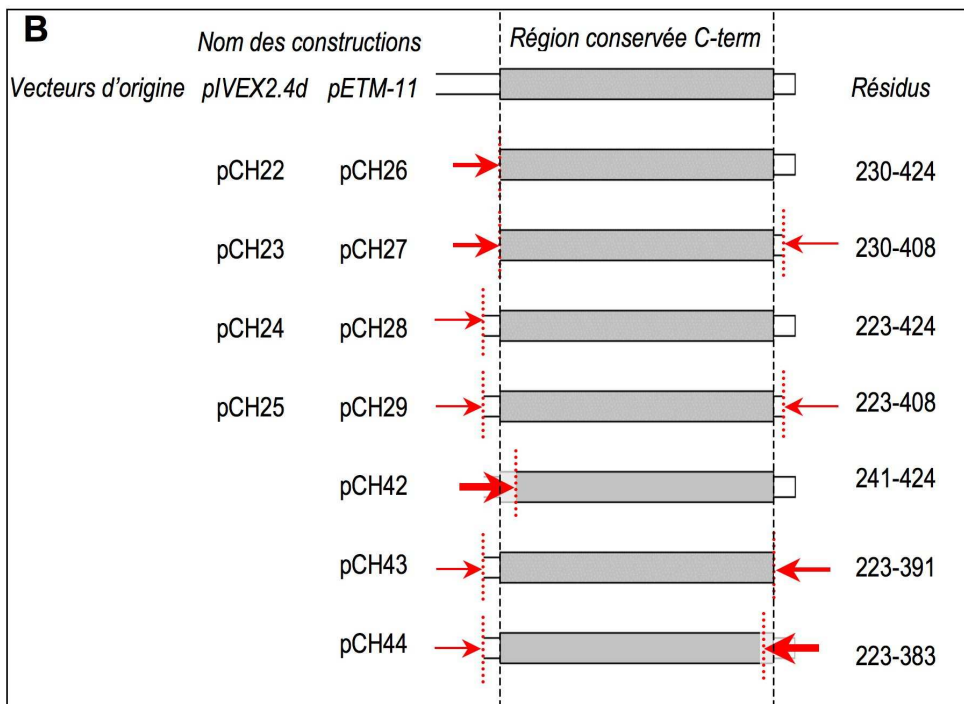 B
Nom des constructions
Région conservée C-term
Vecteurs d'origine pIVEX2.4d pETM-11 Résidus
pCH22 pCH26 230-424
pCH23 pCH27 230-408
pCH24 pCH28 223-424
pCH25 pCH29 223-408
pCH42 241-424
pCH43 223-391
pCH44 223-383